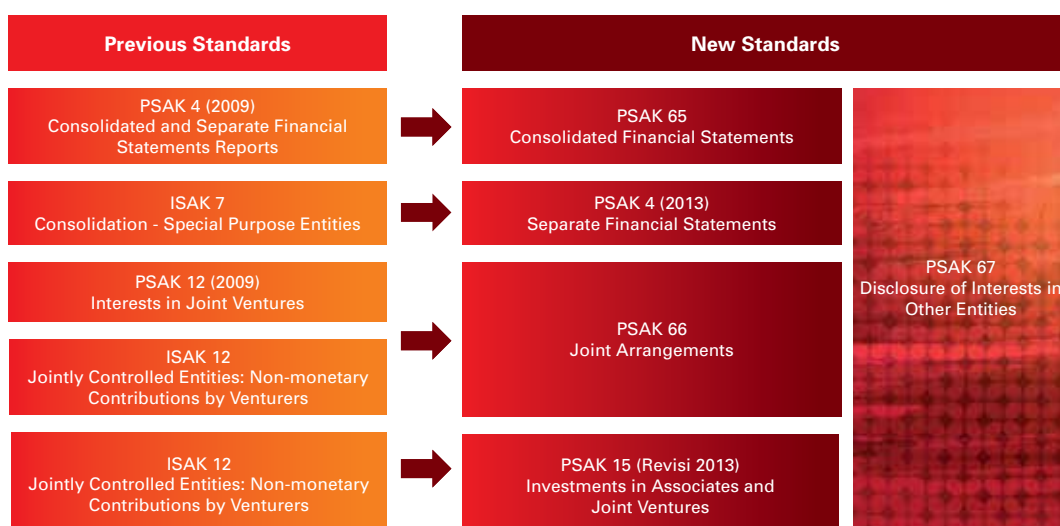 Previous Standards
New Standards
PSAK 4 (2009)
Consolidated and Separate Financial
Statements Reports
PSAK 65
Consolidated Financial Statements
ISAK 7
Consolidation - Special Purpose Entities
PSAK 4 (2013)
Separate Financial Statements
PSAK 12 (2009)
Interests in Joint Ventures
ISAK 12
Jointly Controlled Entities: Non-monetary
Contributions by Venturers
PSAK 66
Joint Arrangements
ISAK 12
Jointly Controlled Entities: Non-monetary
Contributions by Venturers
PSAK 15 (Revisi 2013)
Investments in Associates and
Joint Ventures
PSAK 67
Disclosure of Interests in
Other Entities